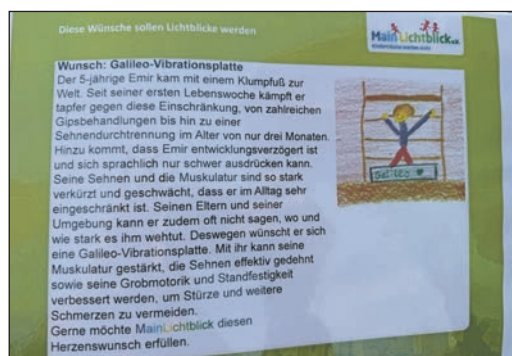 Diese Wünsche sollen Lichtblicke werden
MainLichtblick e.V.
Wunsch: Galileo-Vibrationsplatte
Der 5-jährige Emir kam mit einem Klumpfuß zur
Welt. Seit seiner ersten Lebenswoche kämpft er
tapfer gegen diese Einschränkung, von zahlreichen
Gipsbehandlungen bis hin zu einer
Sehnendurchtrennung im Alter von nur drei Monaten.
Hinzu kommt, dass Emir entwicklungsverzögert ist
und sich sprachlich nur schwer ausdrücken kann.
Seine Sehnen und die Muskulatur sind so stark
verkürzt und geschwächt, dass er im Alltag sehr
eingeschränkt ist. Seinen Eltern und seiner
Umgebung kann er zudem oft nicht sagen, wo und
wie stark es ihm wehtut. Deswegen wünscht er sich
eine Galileo-Vibrationsplatte. Mit ihr kann seine
Muskulatur gestärkt, die Sehnen effektiv gedehnt
sowie seine Grobmotorik und Standfestigkeit
verbessert werden, um Stürze und weitere
Schmerzen zu vermeiden.
Gerne möchte MainLichtblick diesen
Herzenswunsch erfüllen.
Galileo